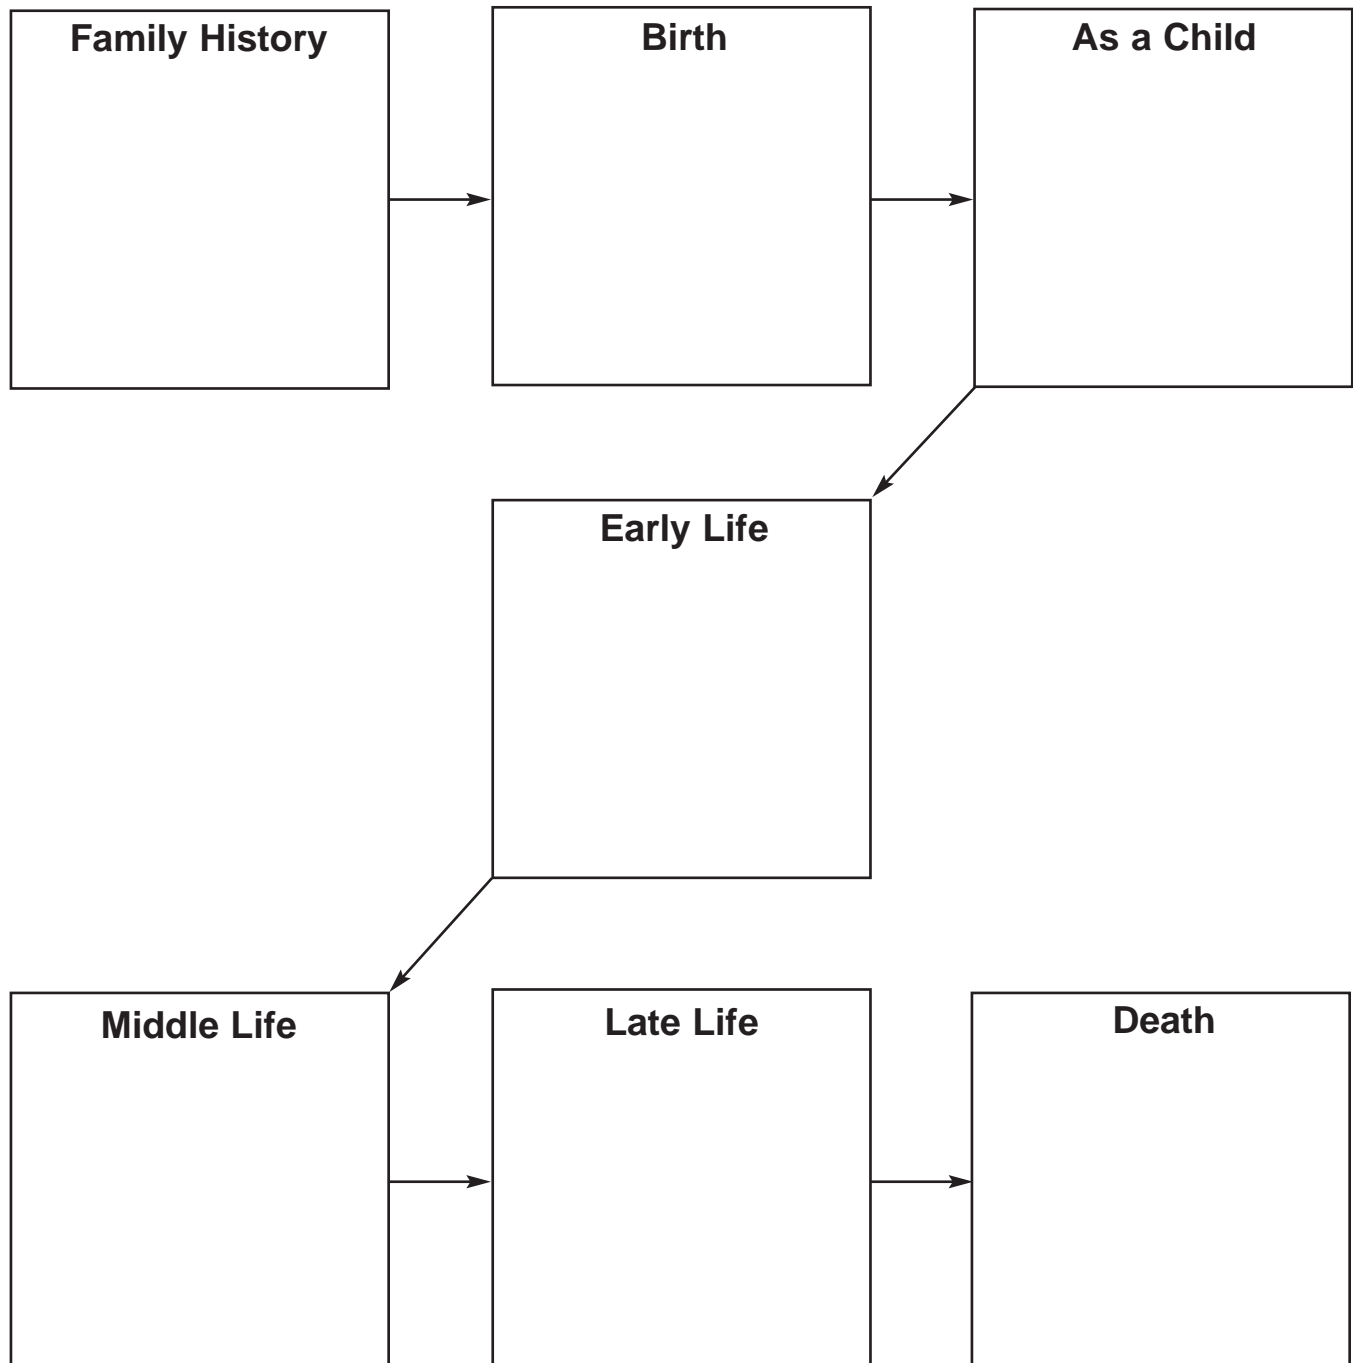 Family History
Birth
As a Child
Early Life
Middle Life
Late Life
Death